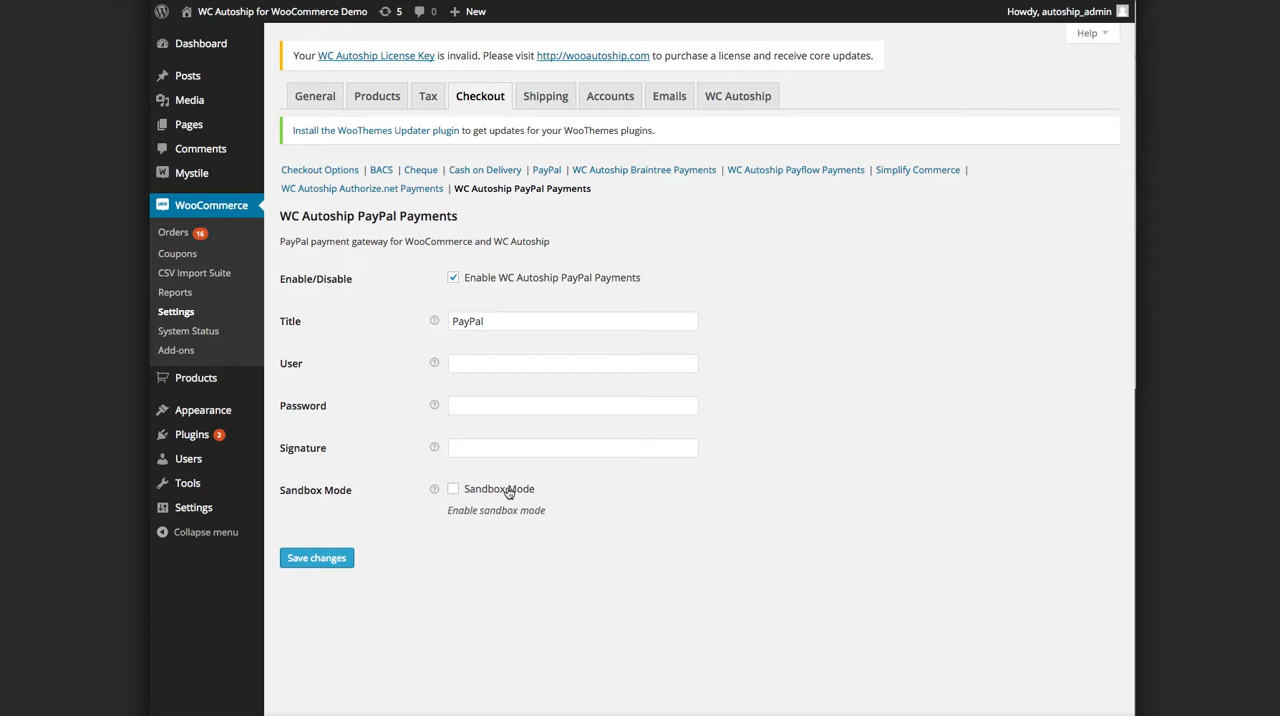 WC Autoship for WooCommerce Demo 5 0 + New Howdy, autoship_admin
Help
Dashboard
Posts
Media
Pages
Comments
Mystile
WooCommerce
Orders 16
Coupons
CSV Import Suite
Reports
Settings
System Status
Add-ons
Products
Appearance
Plugins 2
Users
Tools
Settings
Collapse menu
Your WC Autoship License Key is invalid. Please visit http://wooautoship.com to purchase a license and receive core updates.
General Products Tax Checkout Shipping Accounts Emails WC Autoship
Install the WooThemes Updater plugin to get updates for your WooThemes plugins.
Checkout Options | BACS | Cheque | Cash on Delivery | PayPal | WC Autoship Braintree Payments | WC Autoship Payflow Payments | Simplify Commerce |
WC Autoship Authorize.net Payments | WC Autoship PayPal Payments
WC Autoship PayPal Payments
PayPal payment gateway for WooCommerce and WC Autoship
Enable/Disable Enable WC Autoship PayPal Payments
Title ? PayPal
User ?
Password ?
Signature ?
Sandbox Mode ? Sandbox Mode
Enable sandbox mode
Save changes